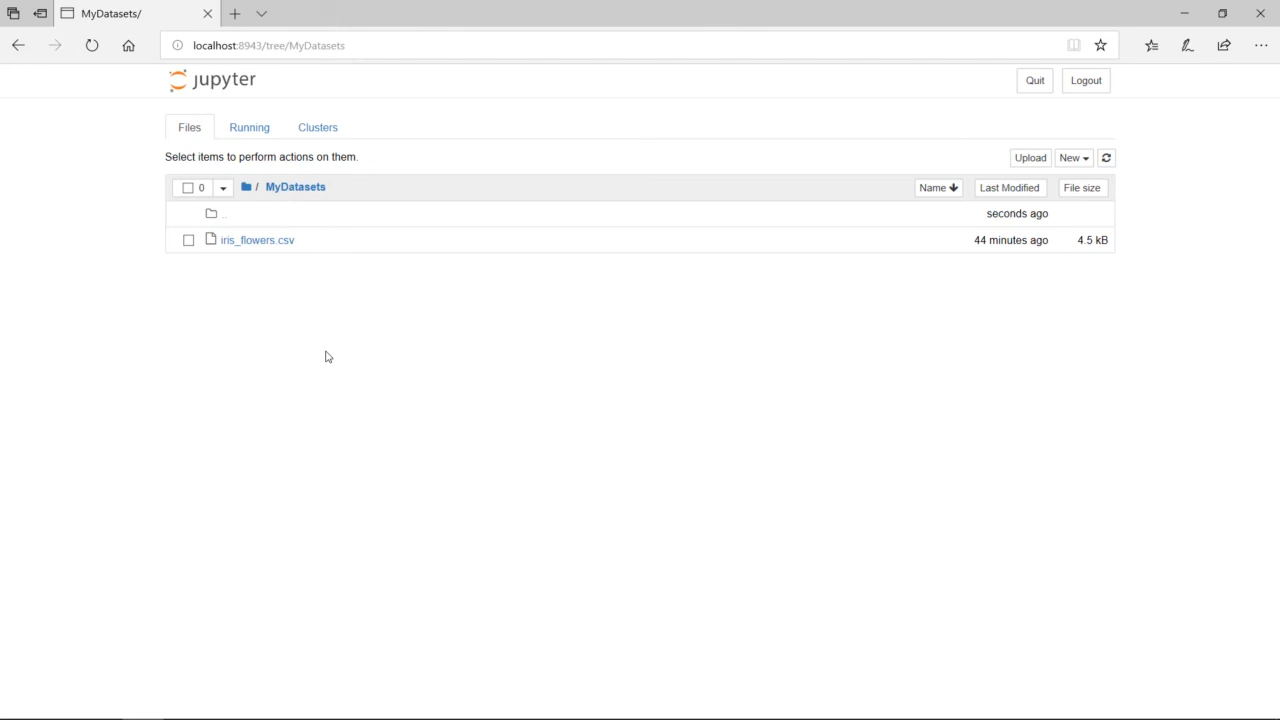 MyDatasets/
localhost:8943/tree/MyDatasets
jupyter
Quit
Logout
Files
Running
Clusters
Select items to perform actions on them.
Upload
New
0
/ MyDatasets
Name
Last Modified
File size
..
seconds ago
iris_flowers.csv
44 minutes ago
4.5 kB